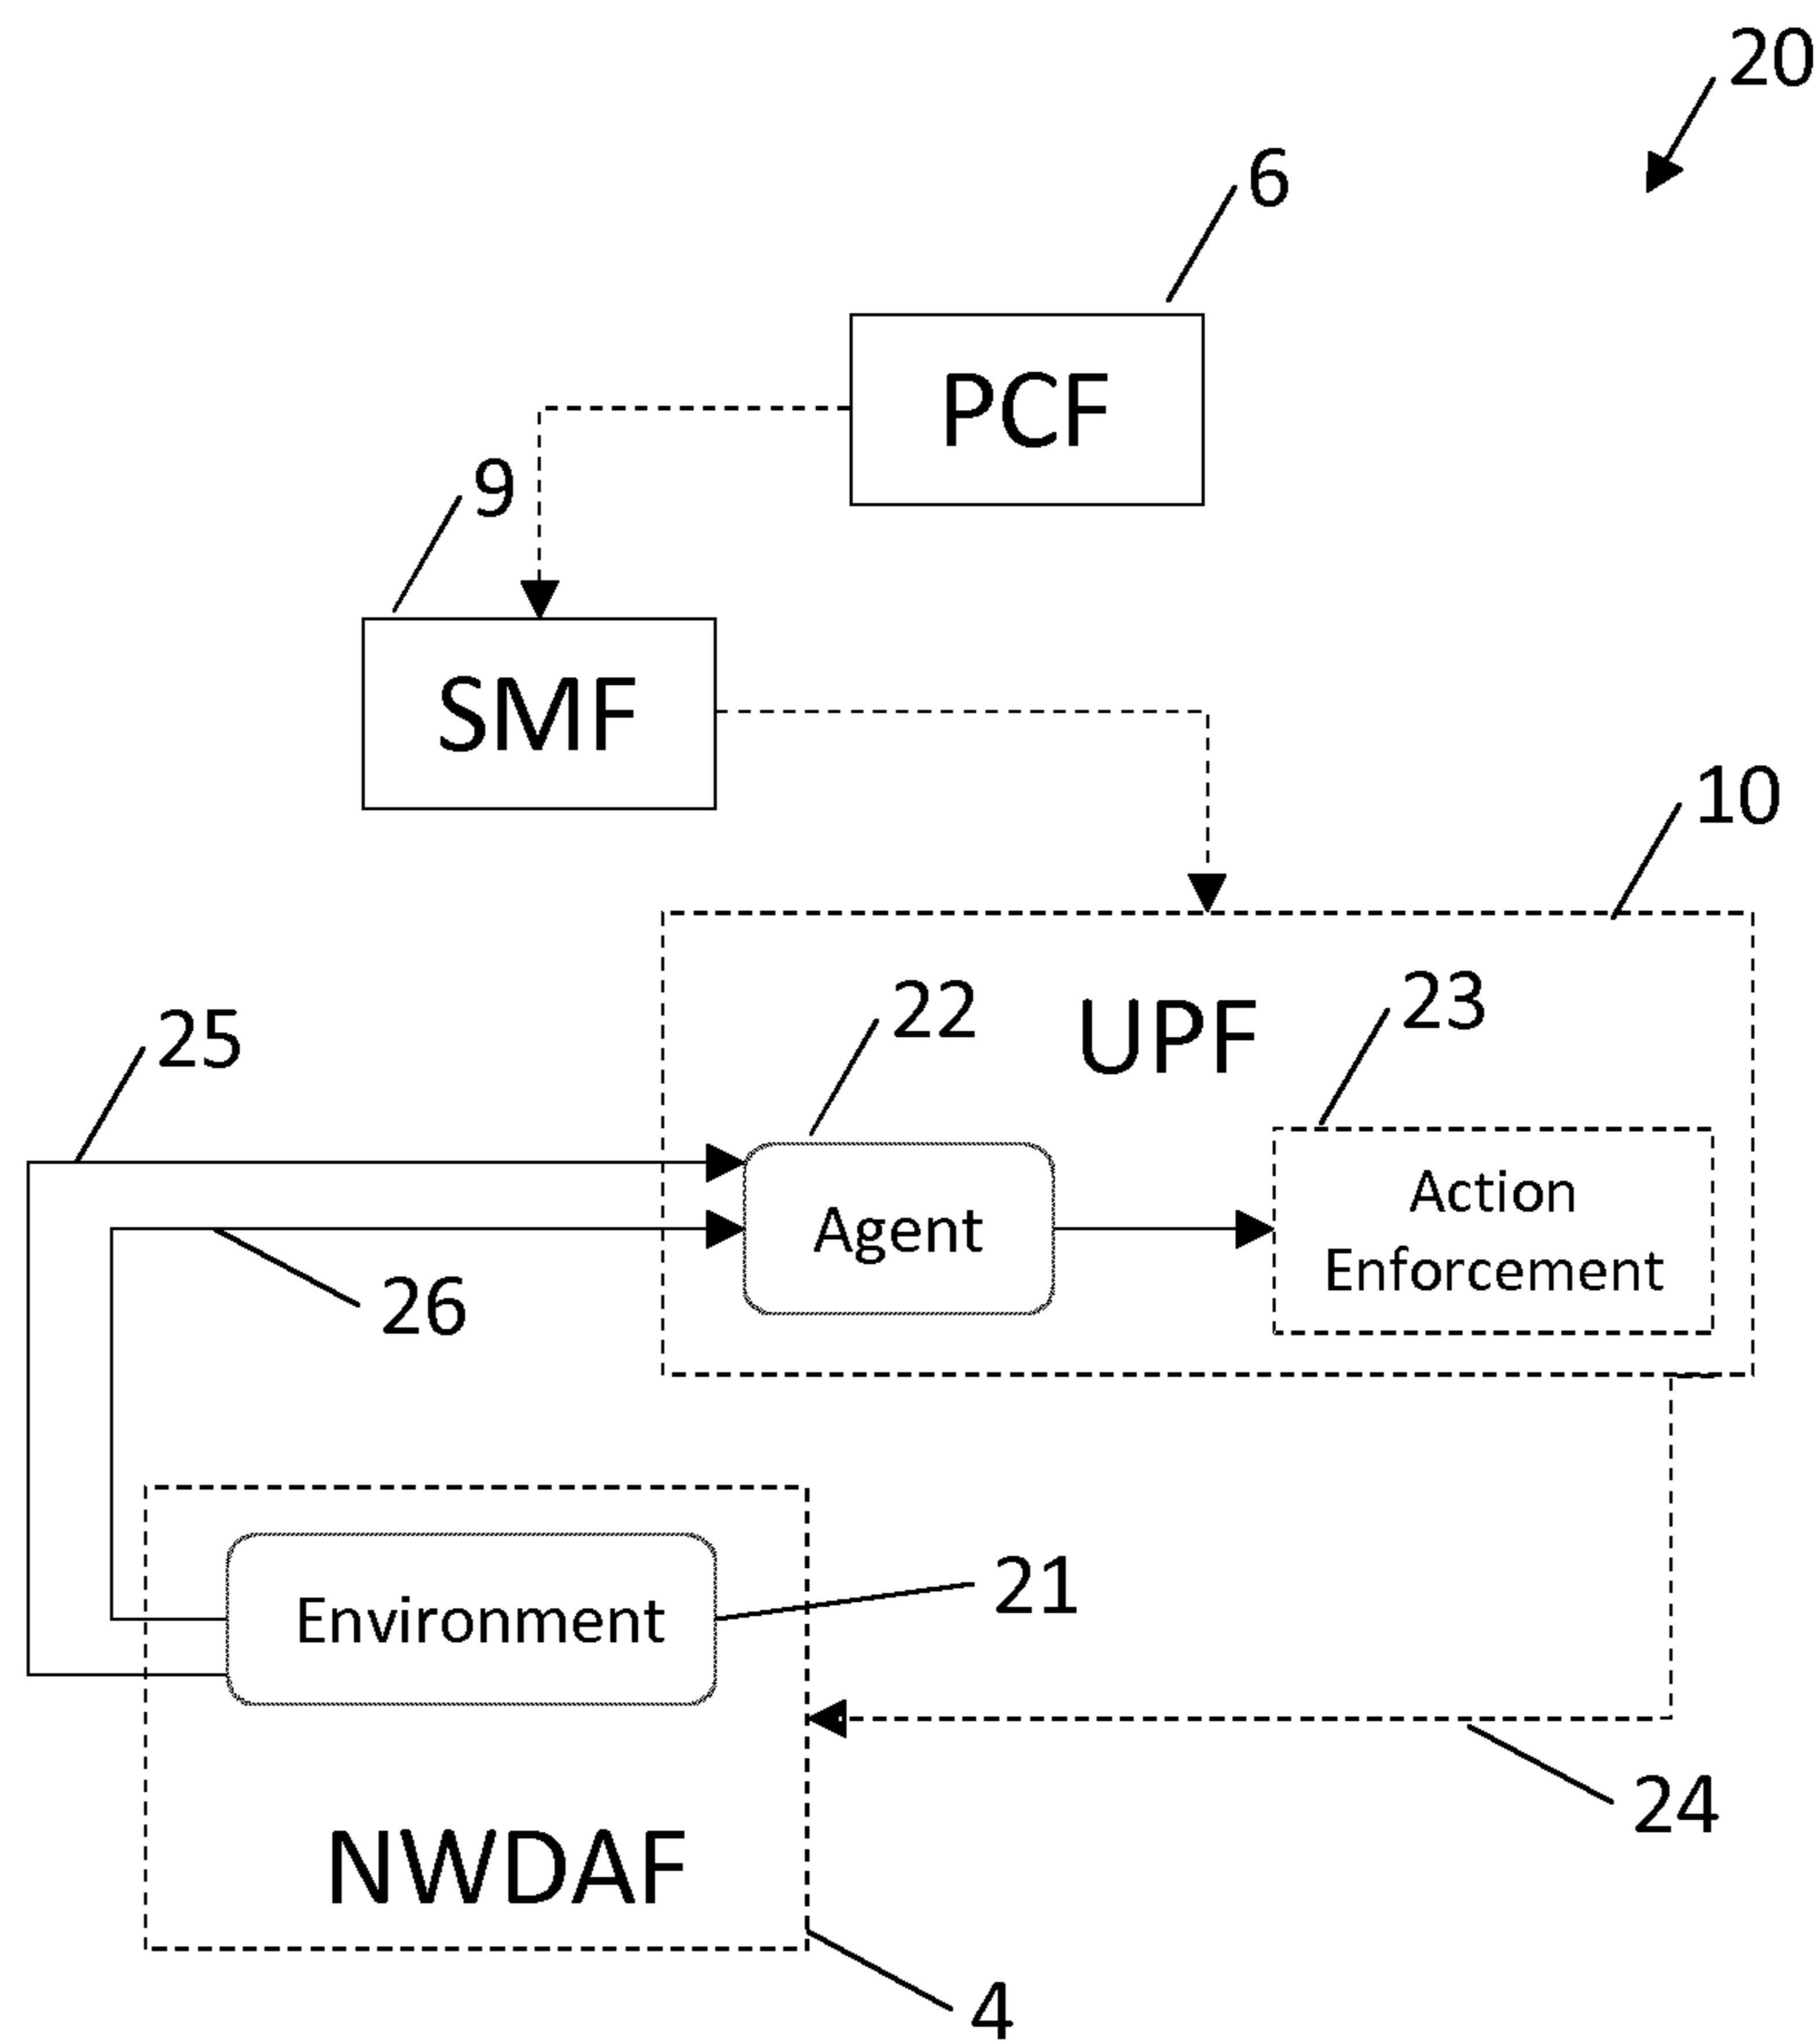 20
6
PCF
9
SMF
10
22
23
UPF
25
Action
Agent
Enforcement
26
21
Environment
24
NWDAF
4